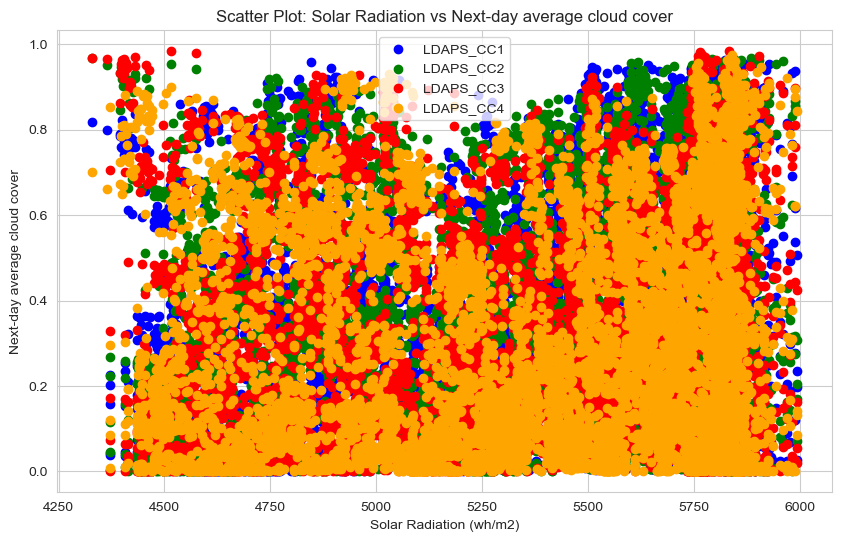 Scatter Plot: Solar Radiation vs Next-day average cloud cover
1.0
0.8
0.6
0.4
0.2
0.0
Next-day average cloud cover
LDAPS_CC1
LDAPS_CC2
LDAPS_CC3
LDAPS_CC4
4250 4500 4750 5000 5250 5500 5750 6000
Solar Radiation (wh/m2)